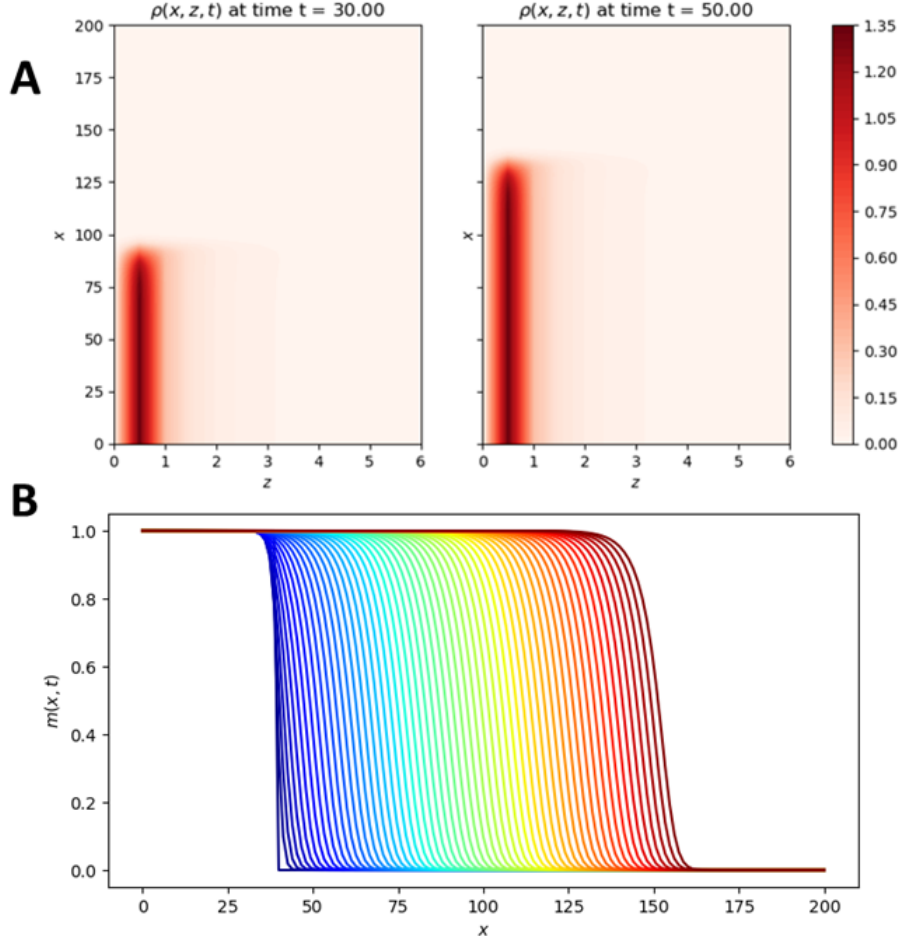 ρ(x, z, t) at time t = 30.00
ρ(x, z, t) at time t = 50.00
A
200
175
150
125
100
75
50
25
0
x
0 1 2 3 4 5 6
z
x
0 1 2 3 4 5 6
z
1.35
1.20
1.05
0.90
0.75
0.60
0.45
0.30
0.15
0.00
B
1.0
0.8
0.6
0.4
0.2
0.0
m(x, t)
0 25 50 75 100 125 150 175 200
x